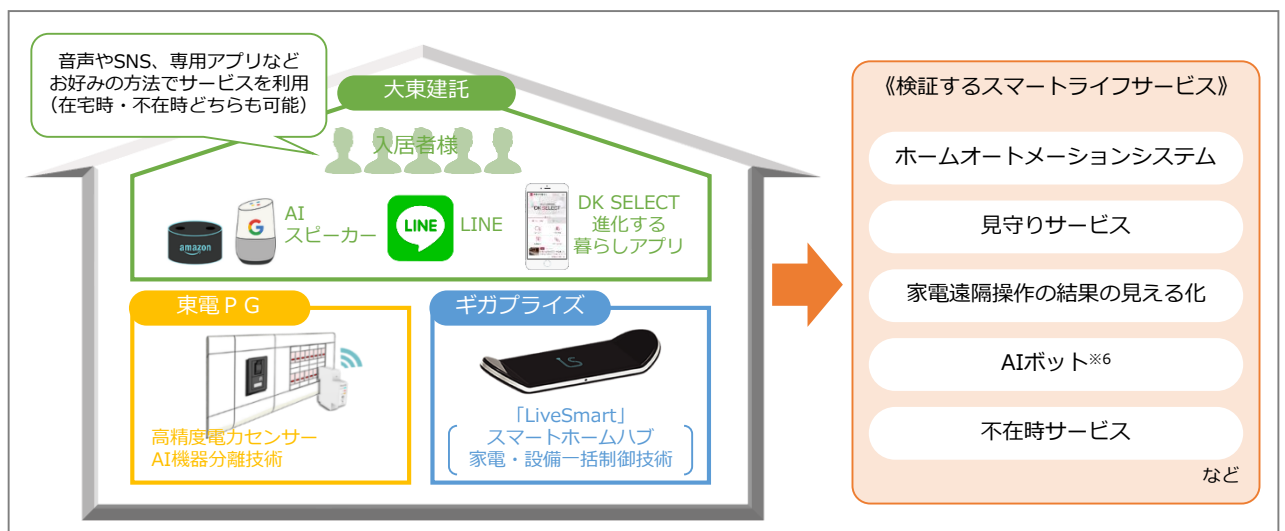 音声やSNS、専用アプリなど
お好みの方法でサービスを利用
（在宅時・不在時どちらも可能）
大東建託
入居者様
amazon
G
AI
スピーカー
LINE
LINE
DK SELECT
DK SELECT
進化する
暮らしアプリ
東電ＰＧ
高精度電力センサー
AI機器分離技術
ギガプライズ
「LiveSmart」
スマートホームハブ
家電・設備一括制御技術
《検証するスマートライフサービス》
ホームオートメーションシステム
見守りサービス
家電遠隔操作の結果の見える化
AIボット※6
不在時サービス
など